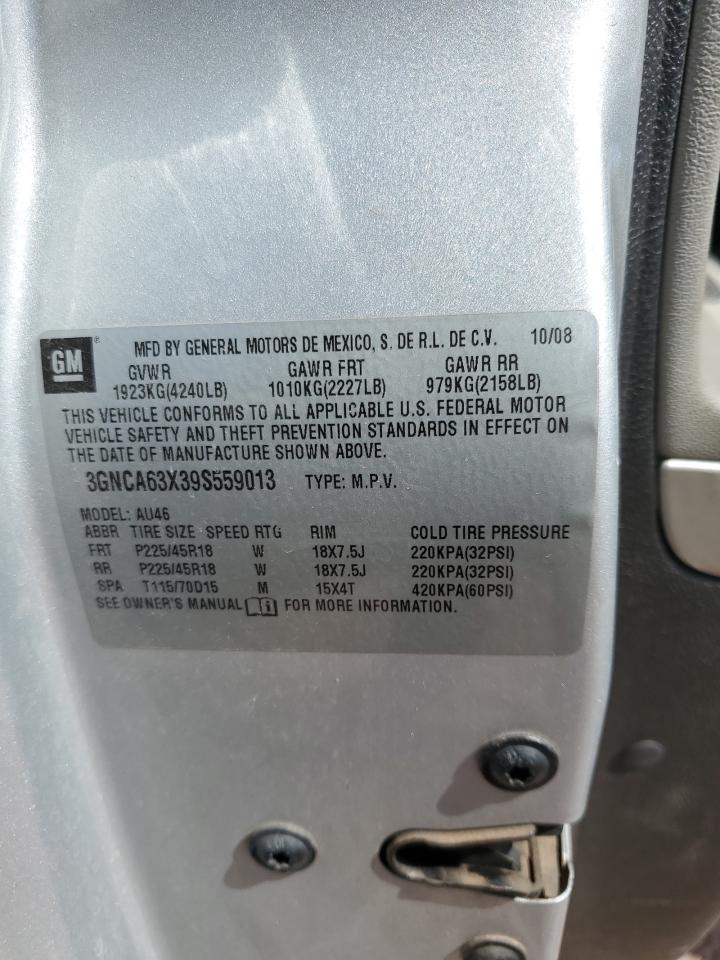 GM® MFD BY GENERAL MOTORS DE MEXICO, S. DE R.L. DE C.V. 10/08
GVWR GAWR FRT GAWR RR
1923KG(4240LB) 1010KG(2227LB) 979KG(2158LB)
THIS VEHICLE CONFORMS TO ALL APPLICABLE U.S. FEDERAL MOTOR
VEHICLE SAFETY AND THEFT PREVENTION STANDARDS IN EFFECT ON
THE DATE OF MANUFACTURE SHOWN ABOVE.
3GNCA63X39S559013 TYPE: M.P.V.
MODEL: AU46
ABBR TIRE SIZE SPEED RTG RIM COLD TIRE PRESSURE
FRT P225/45R18 W 18X7.5J 220KPA(32PSI)
RR P225/45R18 W 18X7.5J 220KPA(32PSI)
SPA T115/70D15 M 15X4T 420KPA(60PSI)
SEE OWNER'S MANUAL i FOR MORE INFORMATION.